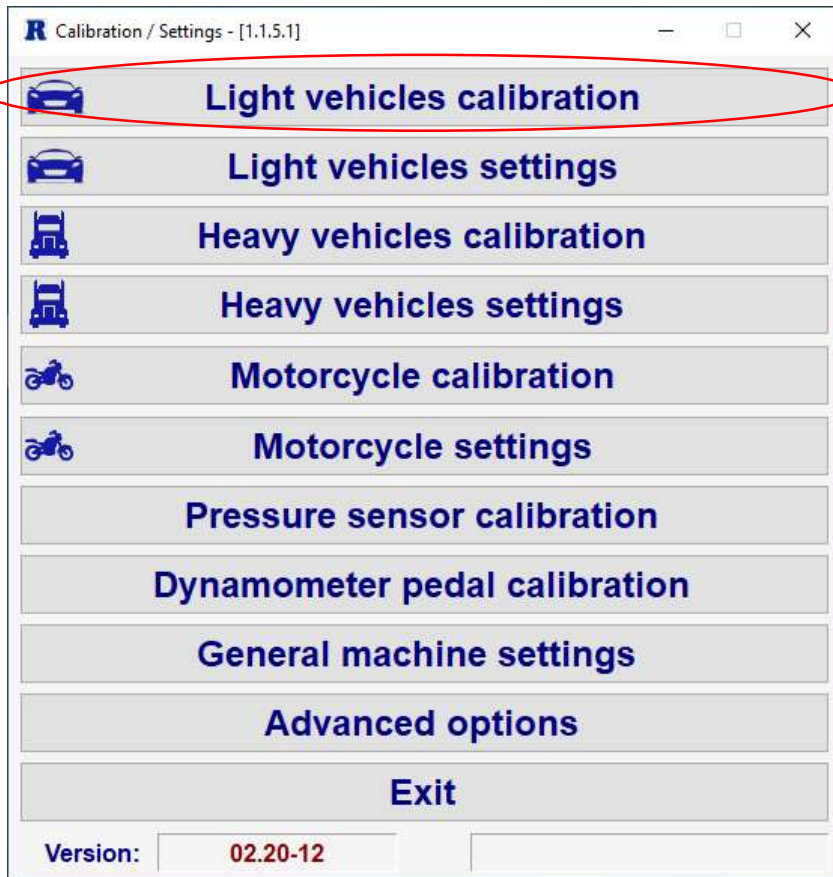 R Calibration / Settings - [1.1.5.1]
Light vehicles calibration
Light vehicles settings
Heavy vehicles calibration
Heavy vehicles settings
Motorcycle calibration
Motorcycle settings
Pressure sensor calibration
Dynamometer pedal calibration
General machine settings
Advanced options
Exit
Version: 02.20-12